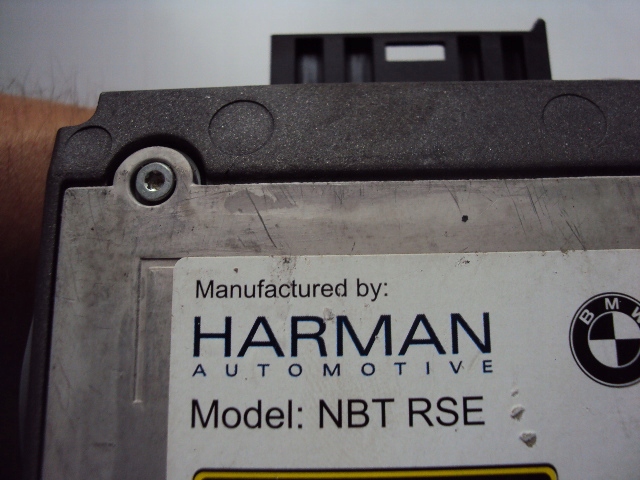 Manufactured by:
HARMAN
AUTOMOTIVE
BMW
Model: NBT RSE